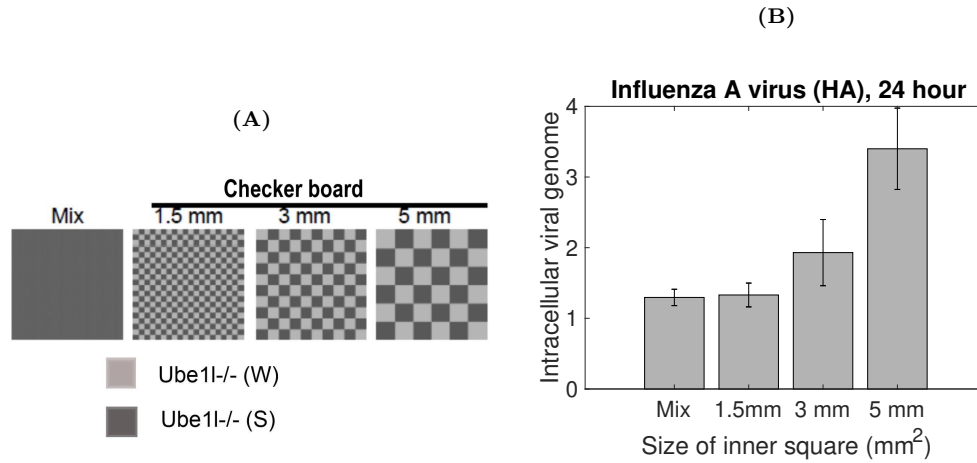 (A)
Checker board
Mix 1.5 mm 3 mm 5 mm
Ube1l-/- (W)
Ube1l-/- (S)
(B)
Influenza A virus (HA), 24 hour
Intracellular viral genome
4
3
2
1
0
Mix 1.5mm 3 mm 5 mm
Size of inner square (mm²)